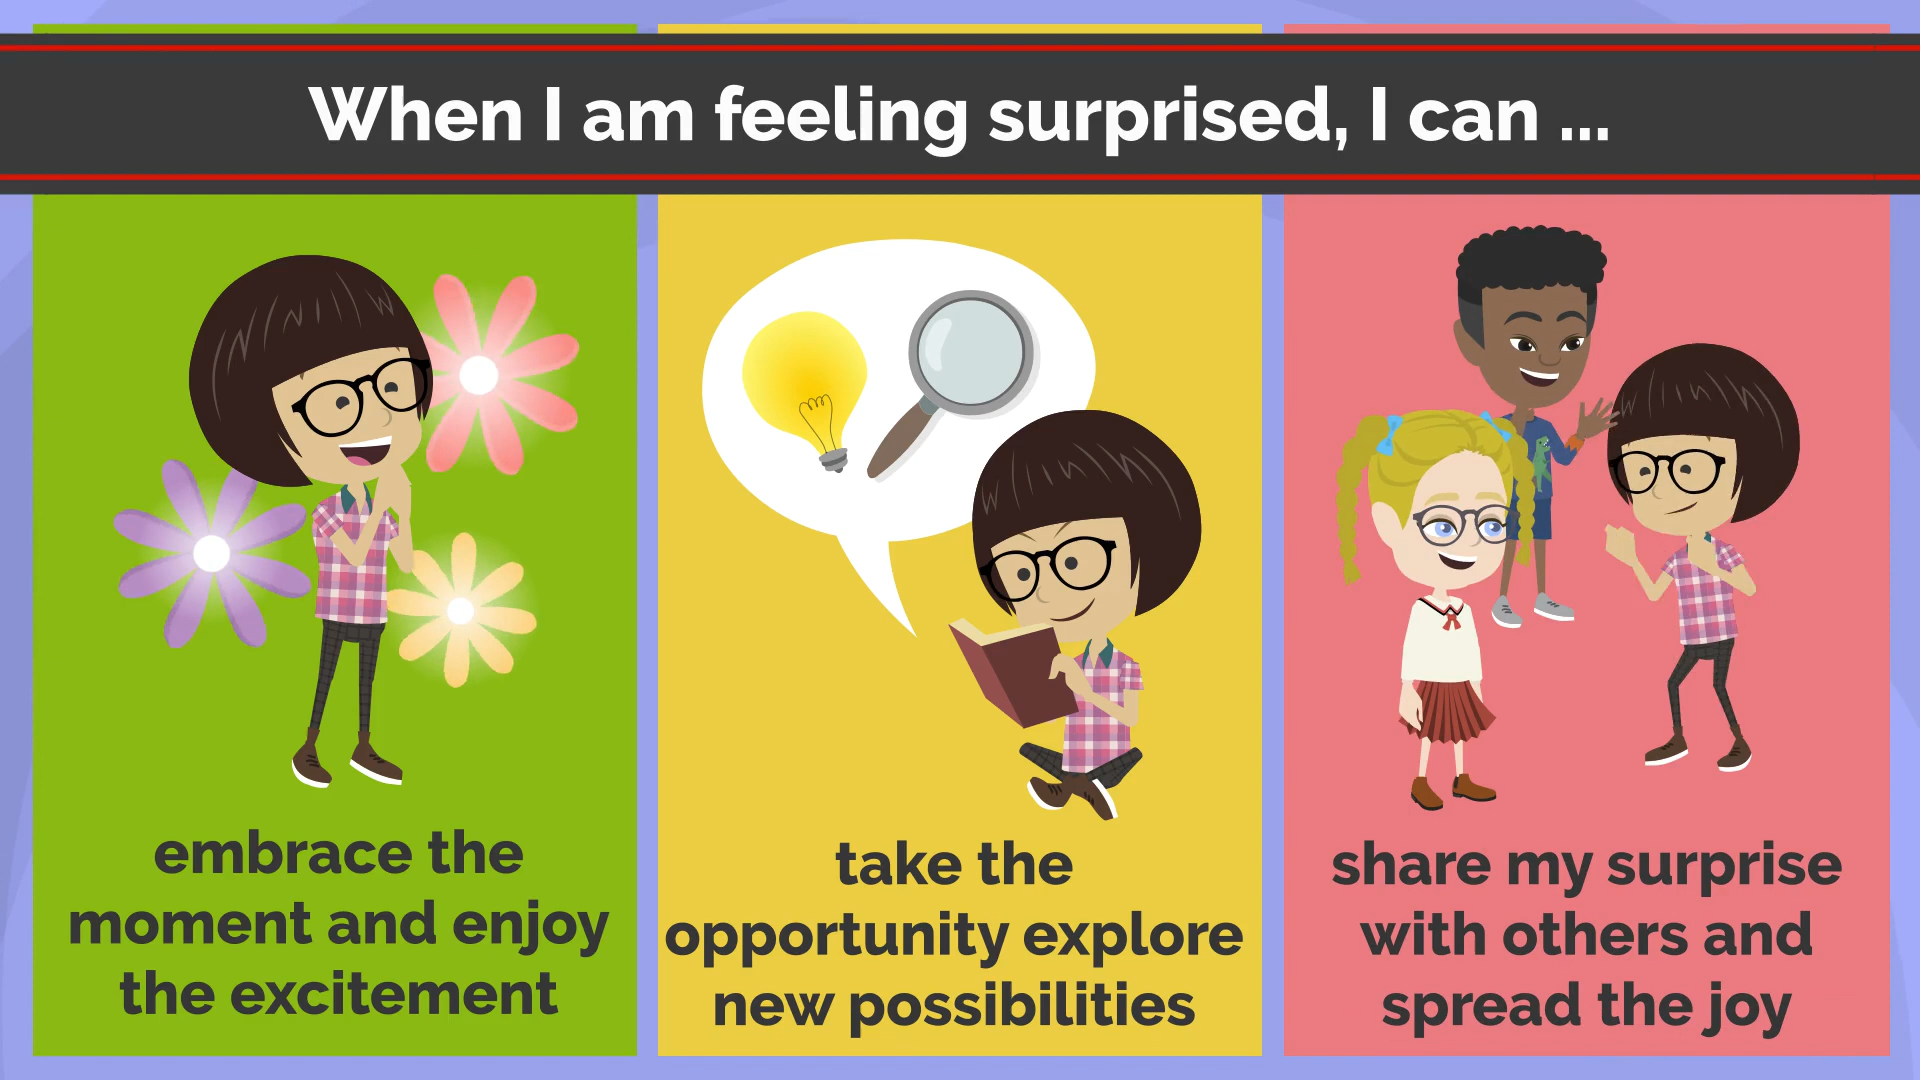 When I am feeling surprised, I can ...
embrace the
moment and enjoy
the excitement
take the
opportunity explore
new possibilities
share my surprise
with others and
spread the joy